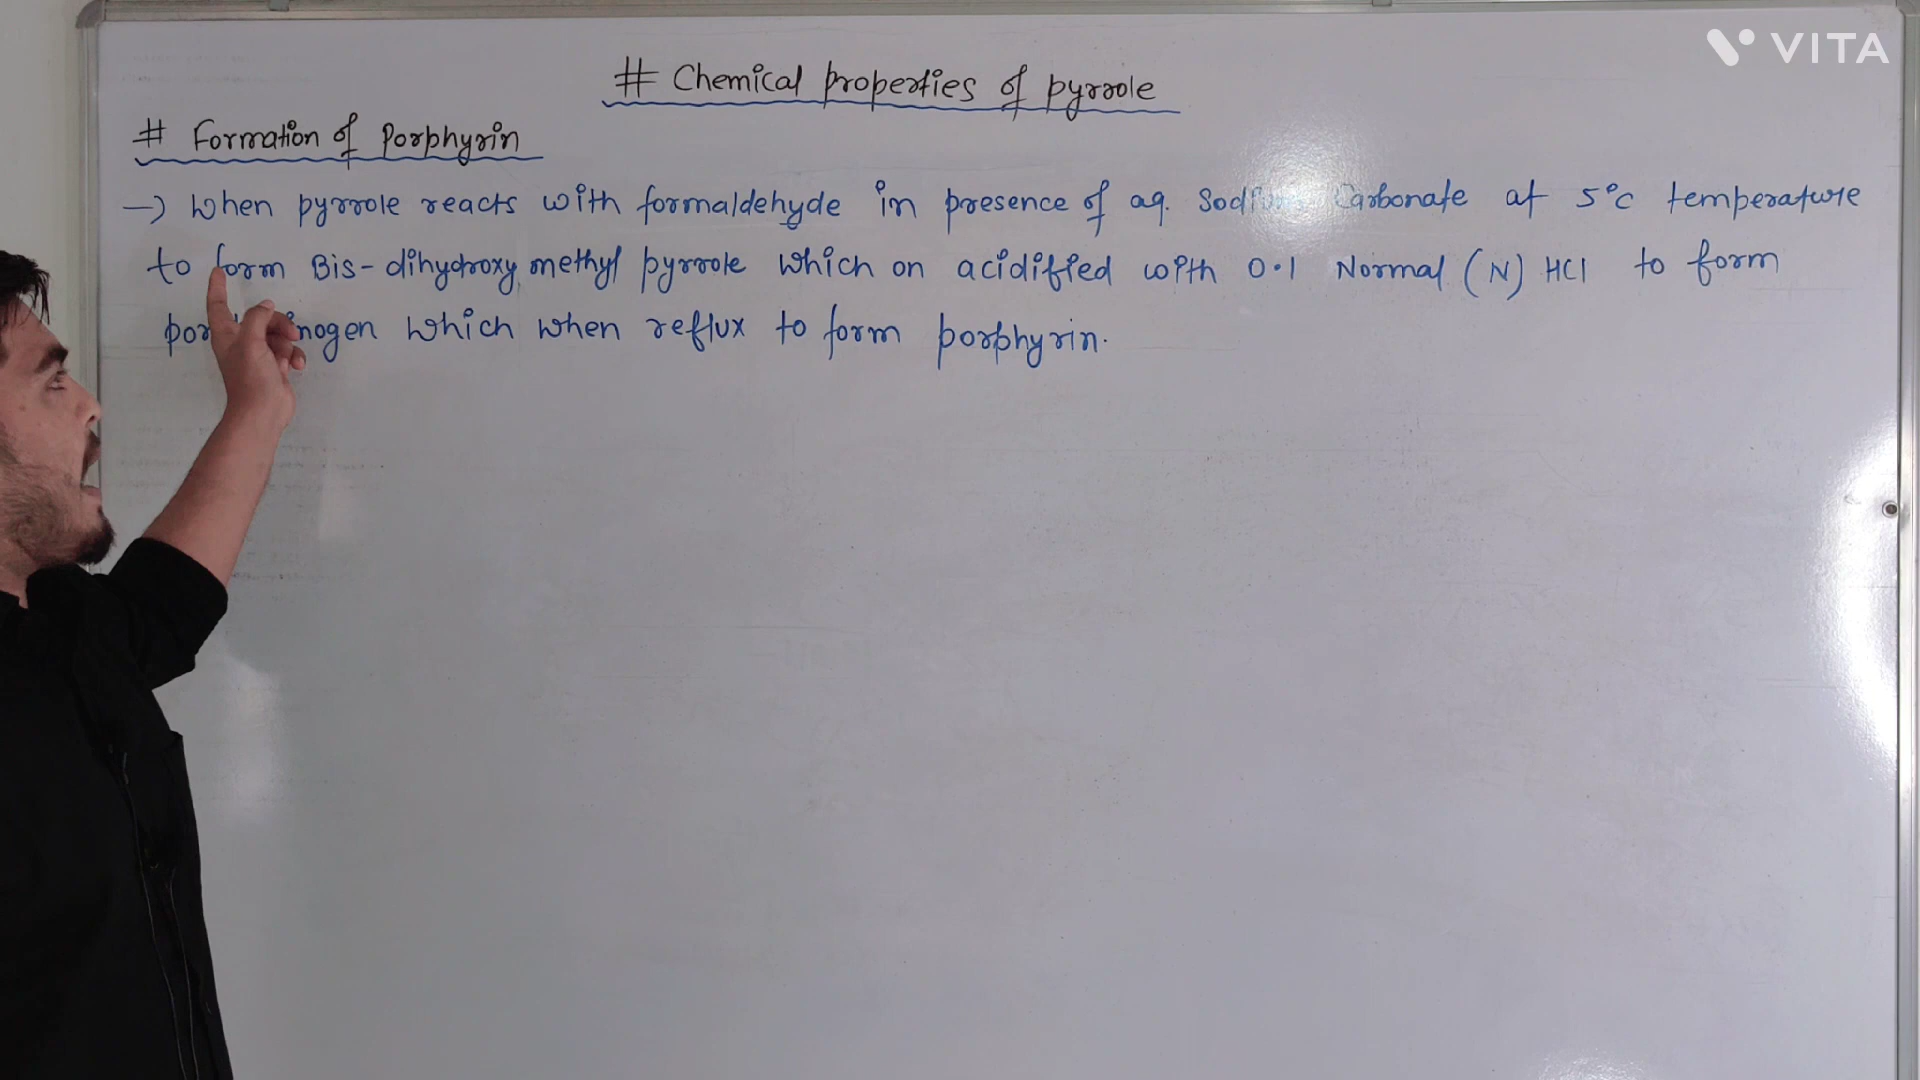 VITA
# Chemical properties of pyrrole
# Formation of Porphyrin
→ When pyrrole reacts with formaldehyde in presence of aq. Sodium Carbonate at 5°C temperature
to form Bis-dihydroxy methyl pyrrole which on acidified with 0.1 Normal (N) HCl to form
which when reflux to form porphyrin.